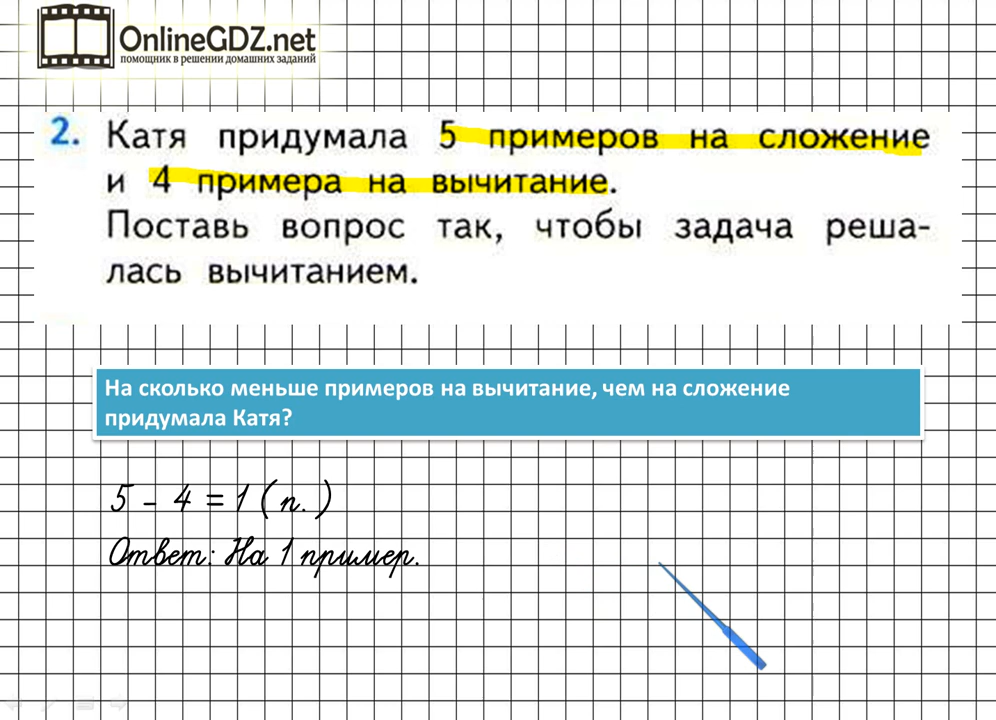 OnlineGDZ.net
помощник в решении домашних заданий
2. Катя придумала 5 примеров на сложение
и 4 примера на вычитание.
Поставь вопрос так, чтобы задача реша-
лась вычитанием.
На сколько меньше примеров на вычитание, чем на сложение
придумала Катя?
5 - 4 = 1 (п.)
Ответ: На 1 пример.